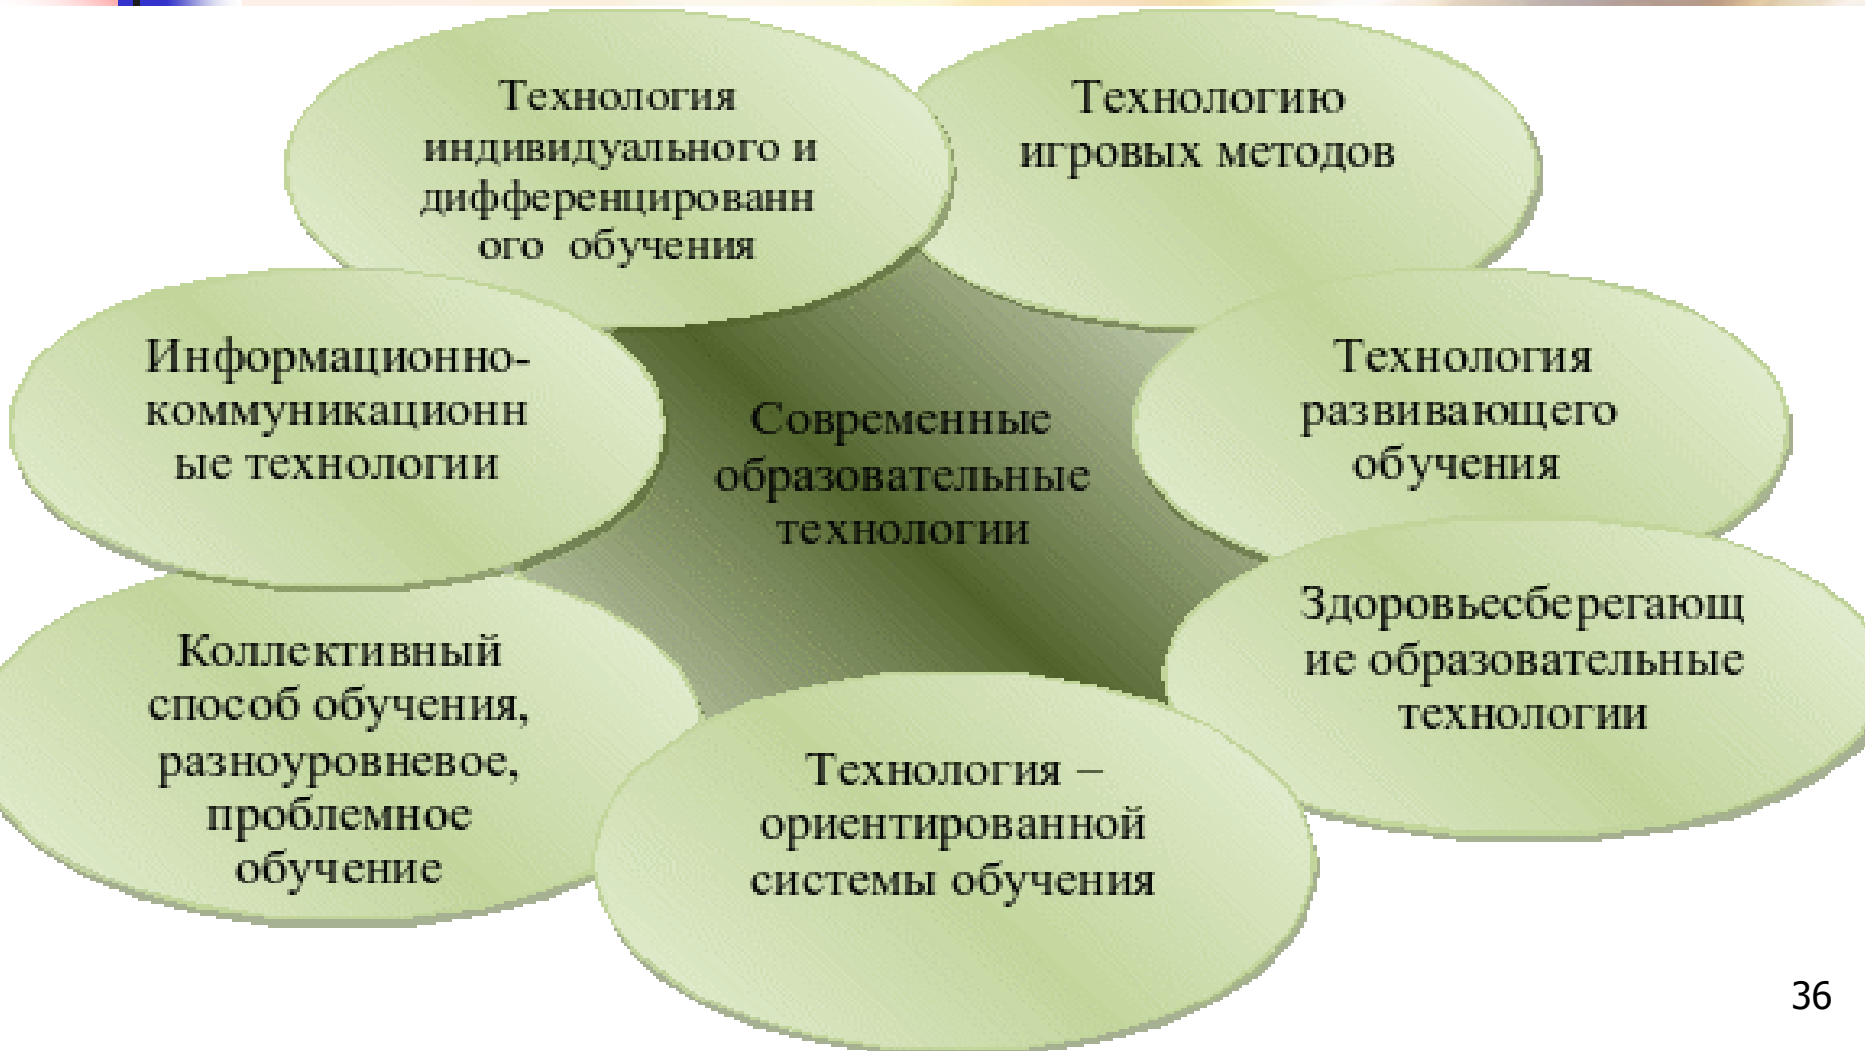 Технология
индивидуального и
дифференцированн
ого обучения
Технологию
игровых методов
Информационно-
коммуникационн
ые технологии
Современные
образовательные
технологии
Технология
развивающего
обучения
Коллективный
способ обучения,
разноуровневое,
проблемное
обучение
Технология –
ориентированной
системы обучения
Здоровьесберегающ
ие образовательные
технологии
36